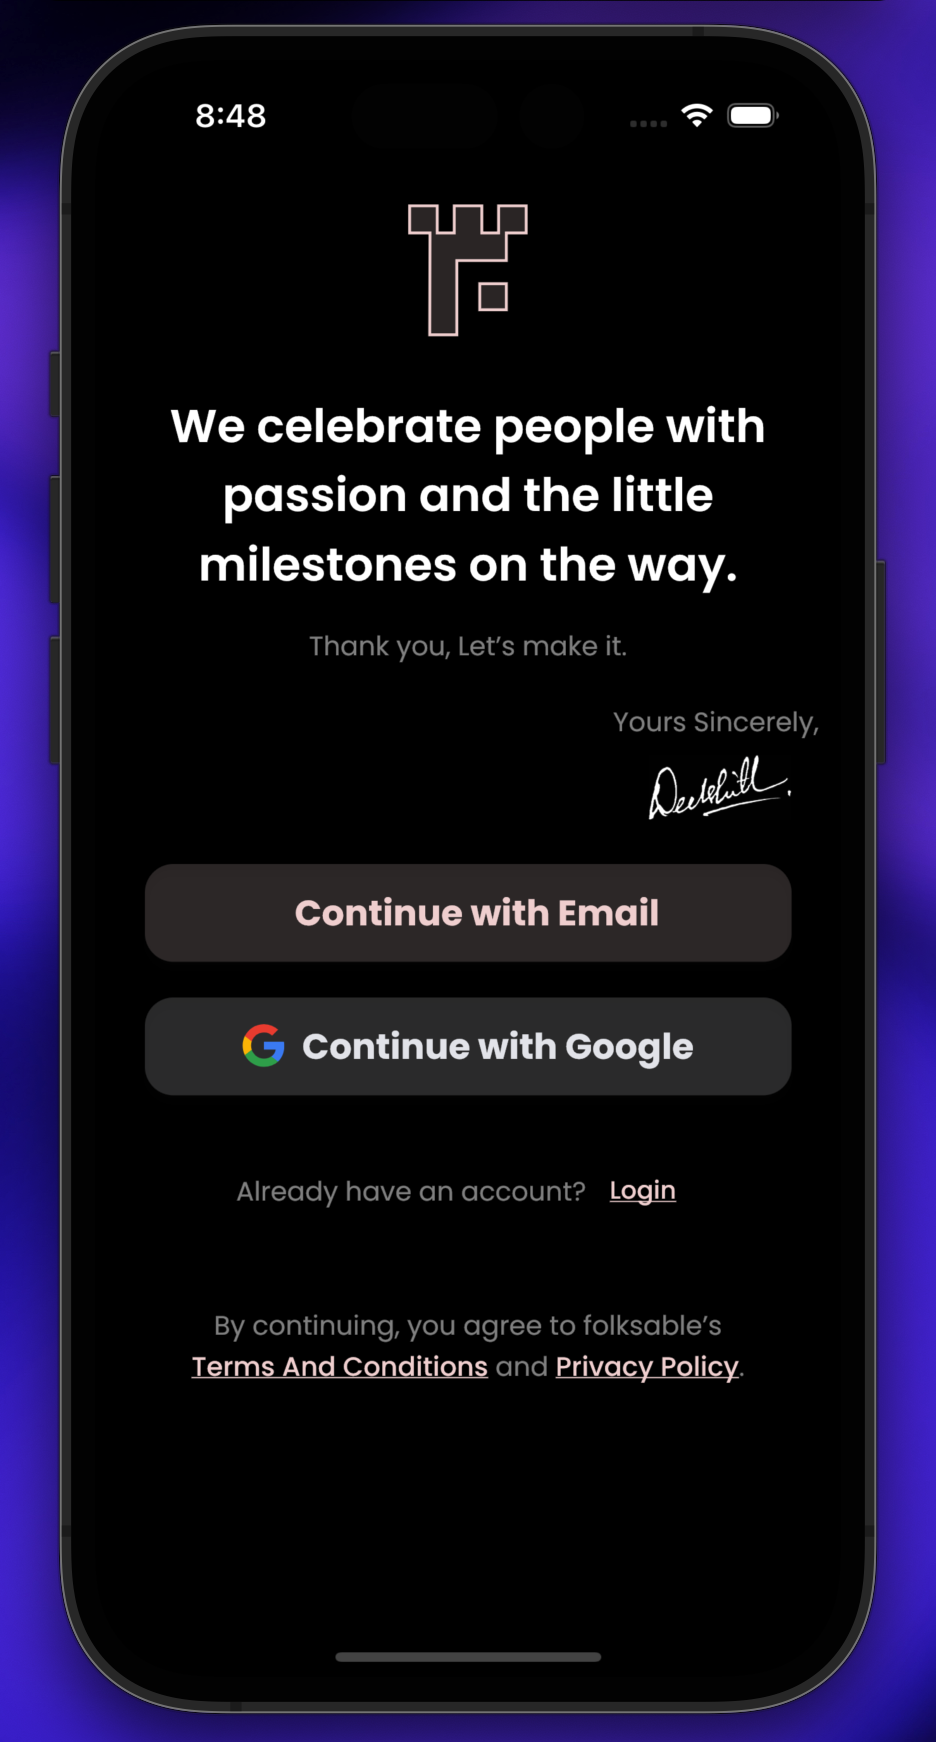 8:48
We celebrate people with
passion and the little
milestones on the way.
Thank you, Let’s make it.
Yours Sincerely,
Continue with Email
Continue with Google
Already have an account? Login
By continuing, you agree to folksable’s
Terms And Conditions and Privacy Policy.